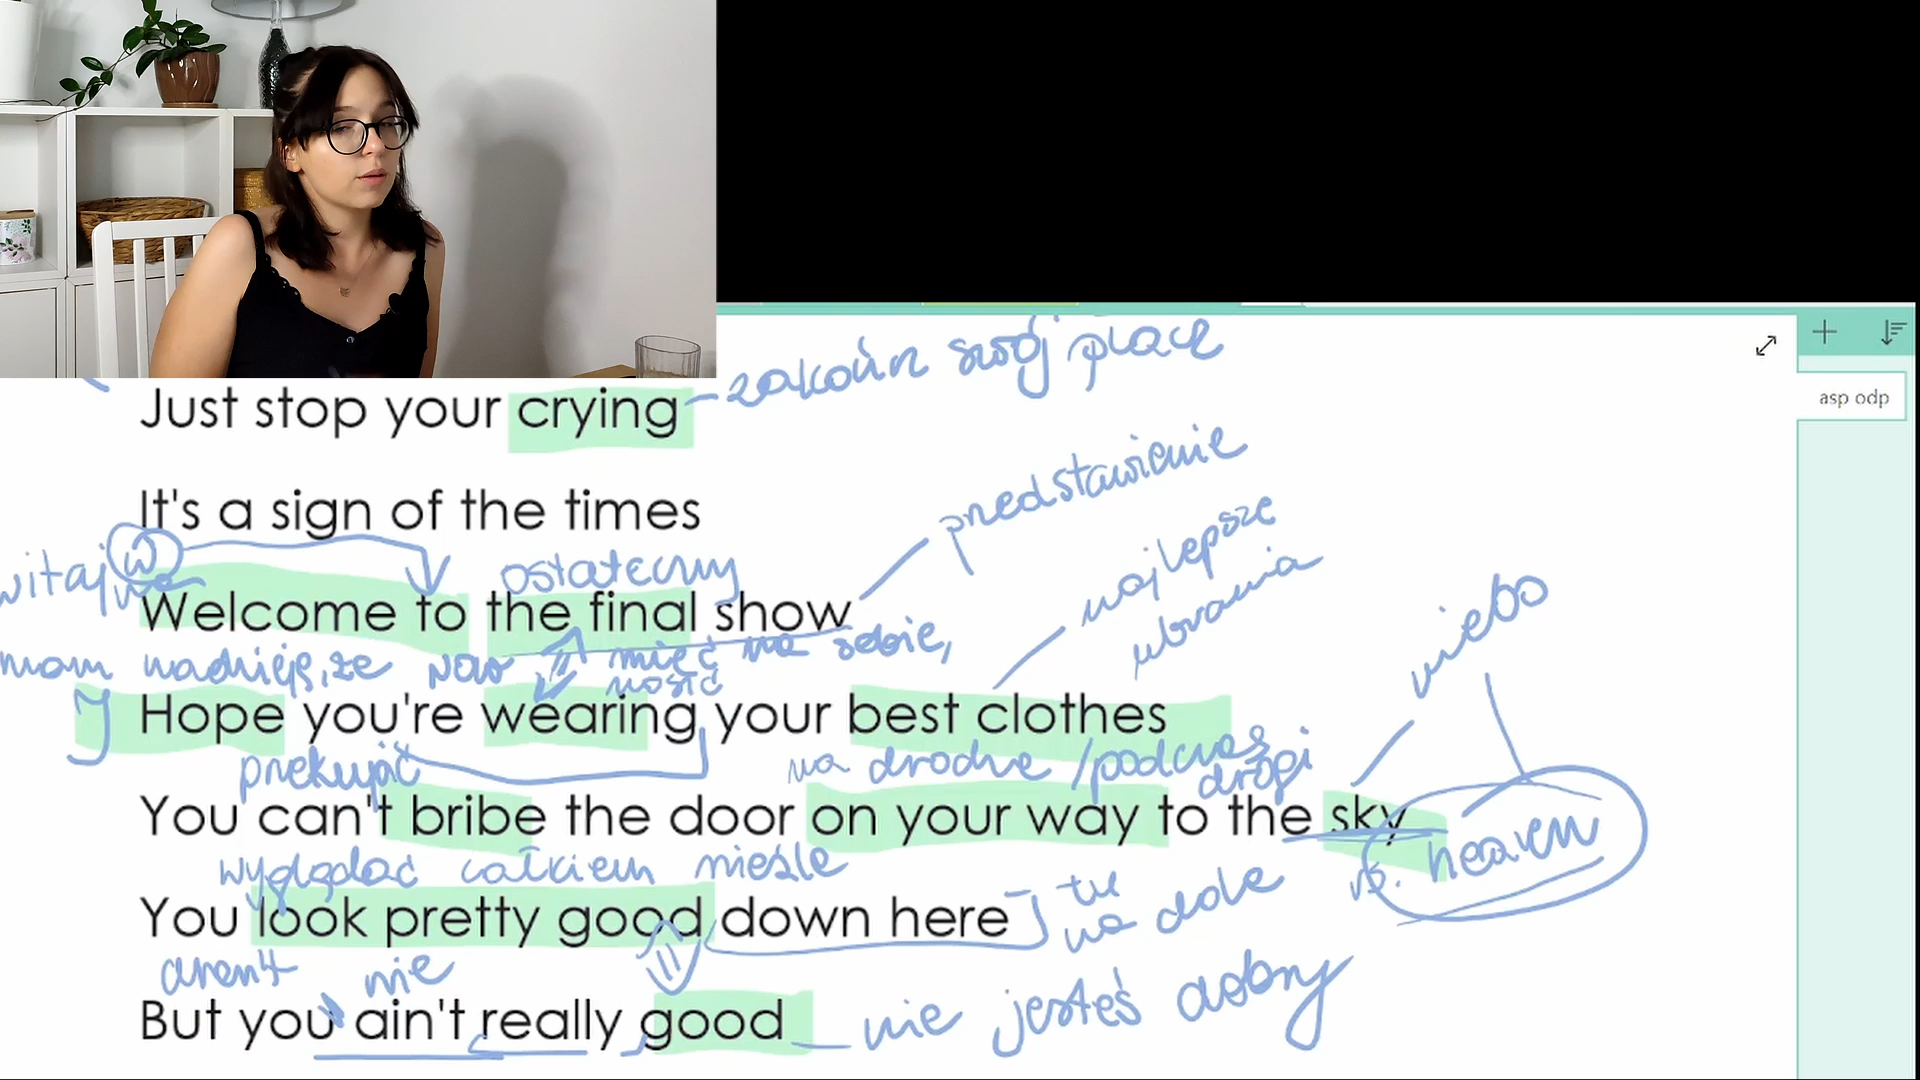 zakończ swój płacz
asp odp
Just stop your crying
przedstawienie
It's a sign of the times
najlepsze
ubrania
witaj w
ostateczny
niebo
Welcome to the final show
mam nadzieję, że mieć na sobie,
nosić
Hope you're wearing your best clothes
przekupić na drodze / podczas
drogi
You can't bribe the door on your way to the sky
heaven
wyglądać całkiem nieźle
You look pretty good down here
tu
na dole
aren't nie
But you ain't really good
nie jesteś dobry